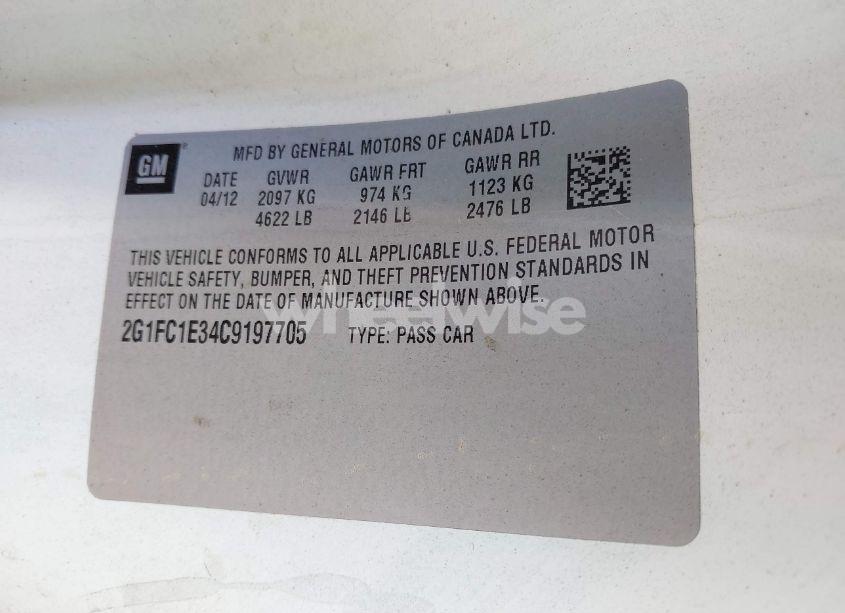 MFD BY GENERAL MOTORS OF CANADA LTD.
GM
DATE GVWR GAWR FRT GAWR RR
04/12 2097 KG 974 KG 1123 KG
4622 LB 2146 LB 2476 LB
THIS VEHICLE CONFORMS TO ALL APPLICABLE U.S. FEDERAL MOTOR
VEHICLE SAFETY, BUMPER, AND THEFT PREVENTION STANDARDS IN
EFFECT ON THE DATE OF MANUFACTURE SHOWN ABOVE.
wheelwise
2G1FC1E34C9197705 TYPE: PASS CAR